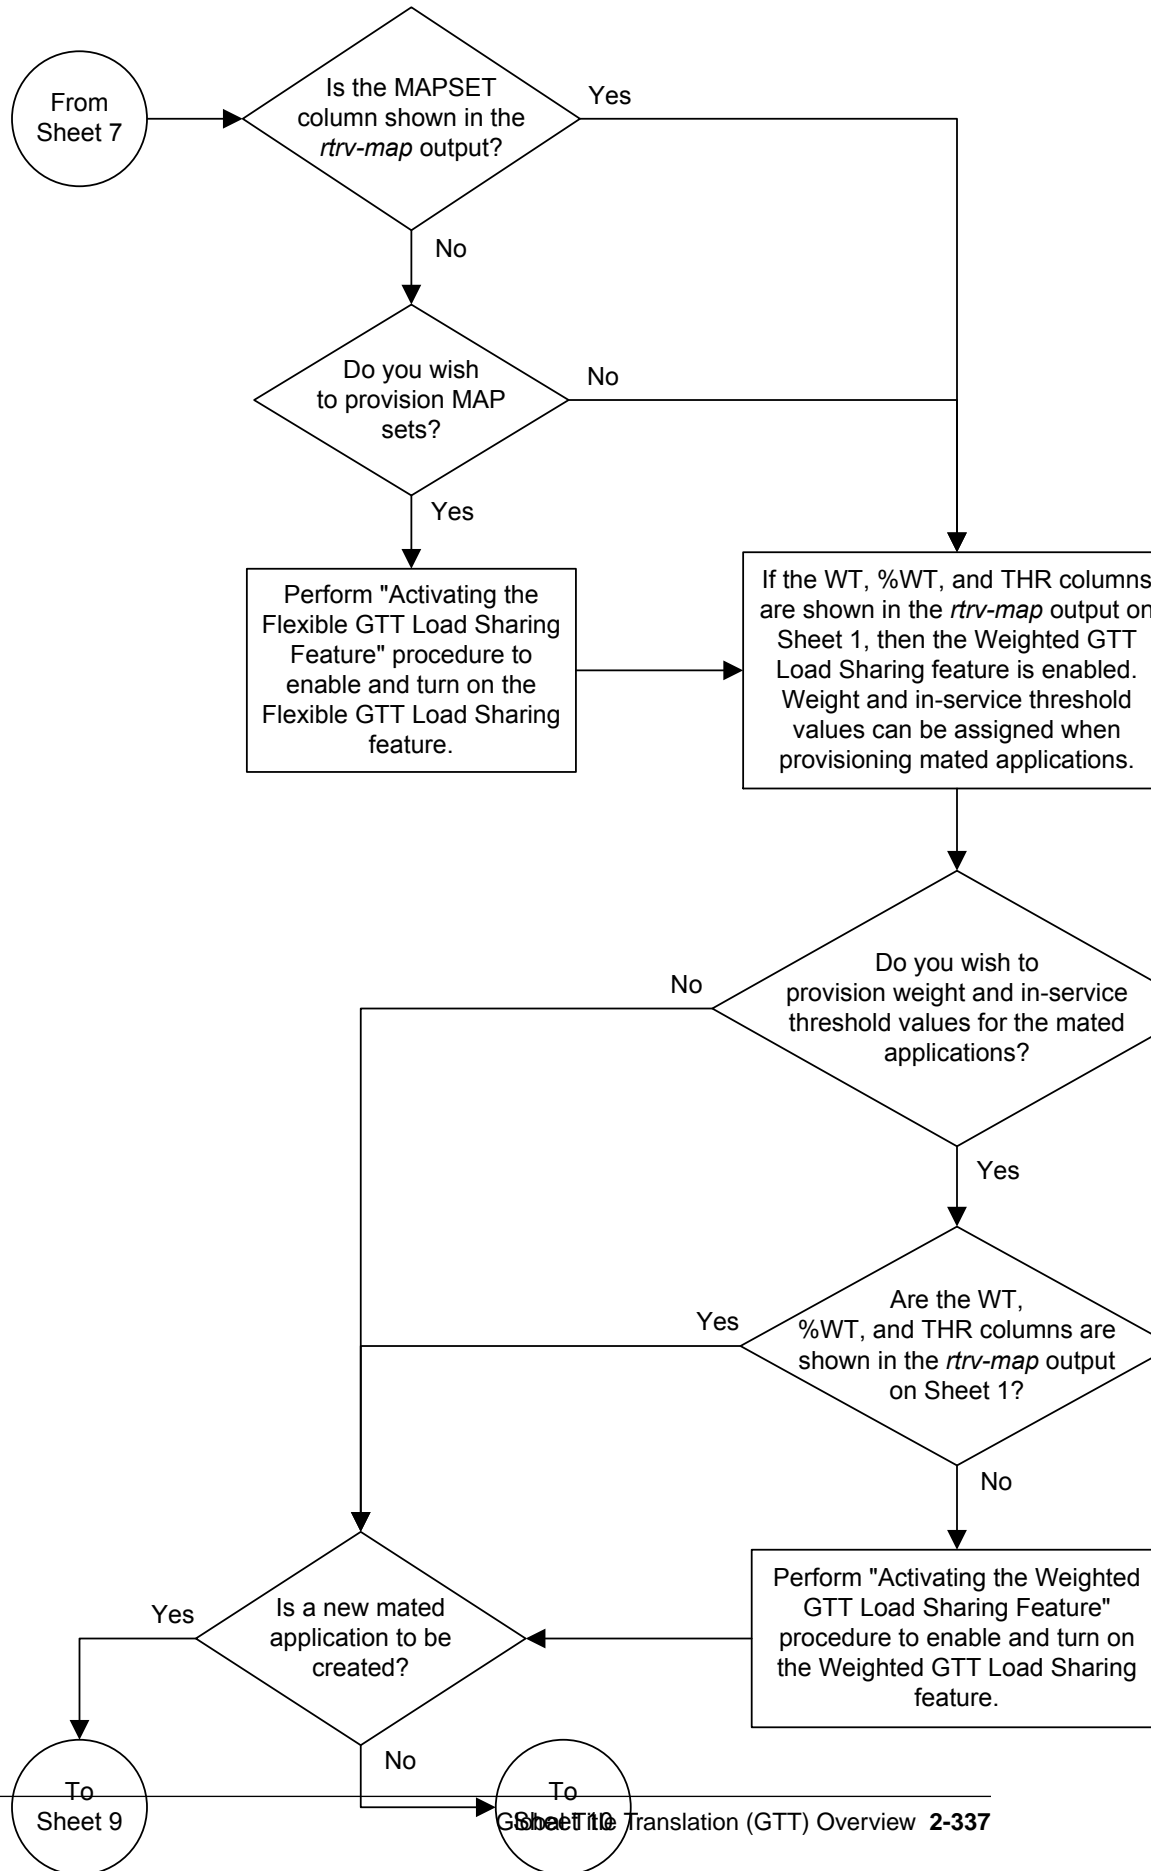 From
Sheet 7
Is the MAPSET
column shown in the
rtrv-map output?
Yes
No
Do you wish
to provision MAP
sets?
No
Yes
Perform "Activating the
Flexible GTT Load Sharing
Feature" procedure to
enable and turn on the
Flexible GTT Load Sharing
feature.
If the WT, %WT, and THR columns
are shown in the rtrv-map output on
Sheet 1, then the Weighted GTT
Load Sharing feature is enabled.
Weight and in-service threshold
values can be assigned when
provisioning mated applications.
Do you wish to
provision weight and in-service
threshold values for the mated
applications?
No
Yes
Are the WT,
%WT, and THR columns are
shown in the rtrv-map output
on Sheet 1?
Yes
No
Perform "Activating the Weighted
GTT Load Sharing Feature"
procedure to enable and turn on
the Weighted GTT Load Sharing
feature.
Is a new mated
application to be
created?
Yes
No
To
Sheet 9
To
Sheet 10
Global Title Translation (GTT) Overview 2-337